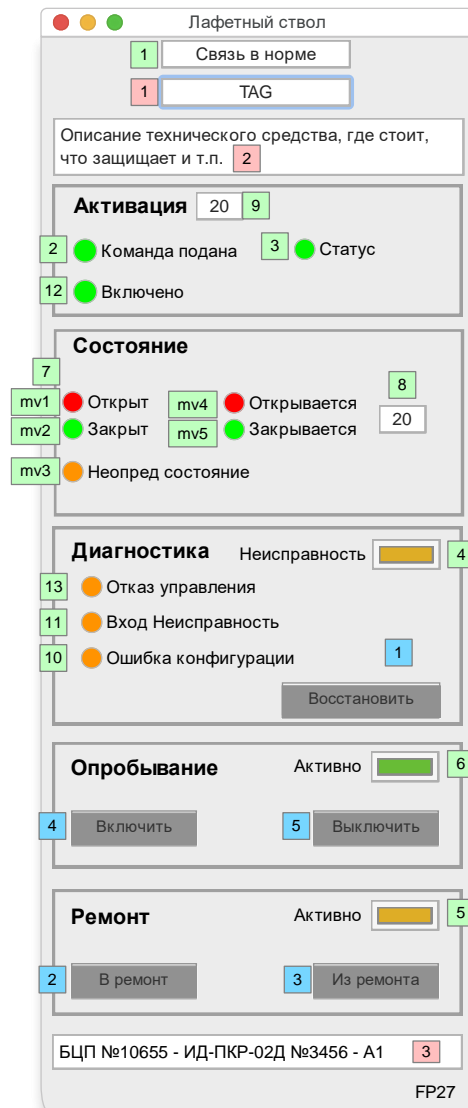 Лафетный ствол
1 Связь в норме
1 TAG
Описание технического средства, где стоит,
что защищает и т.п. 2
Активация 20 9
2 Команда подана 3 Статус
12 Включено
Состояние
7 8
mv1 Открыт mv4 Открывается
20
mv2 Закрыт mv5 Закрывается
mv3 Неопред состояние
Диагностика Неисправность 4
13 Отказ управления
11 Вход Неисправность
10 Ошибка конфигурации 1
Восстановить
Опробывание Активно 6
4 Включить 5 Выключить
Ремонт Активно 5
2 В ремонт 3 Из ремонта
БЦП №10655 - ИД-ПКР-02Д №3456 - А1 3
FP27